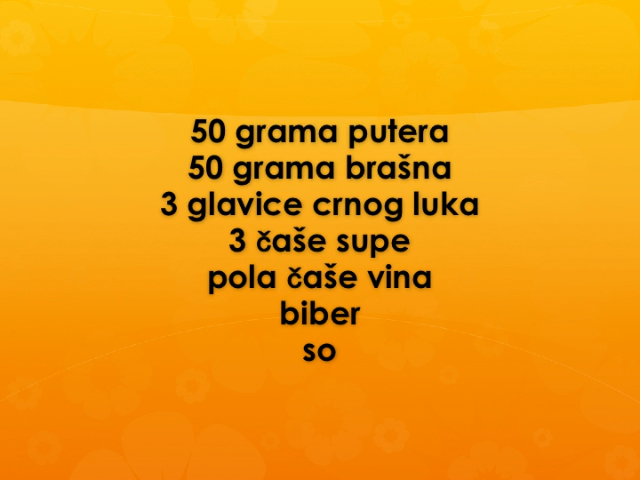 50 grama putera
50 grama brašna
3 glavice crnog luka
3 čaše supe
pola čaše vina
biber
so